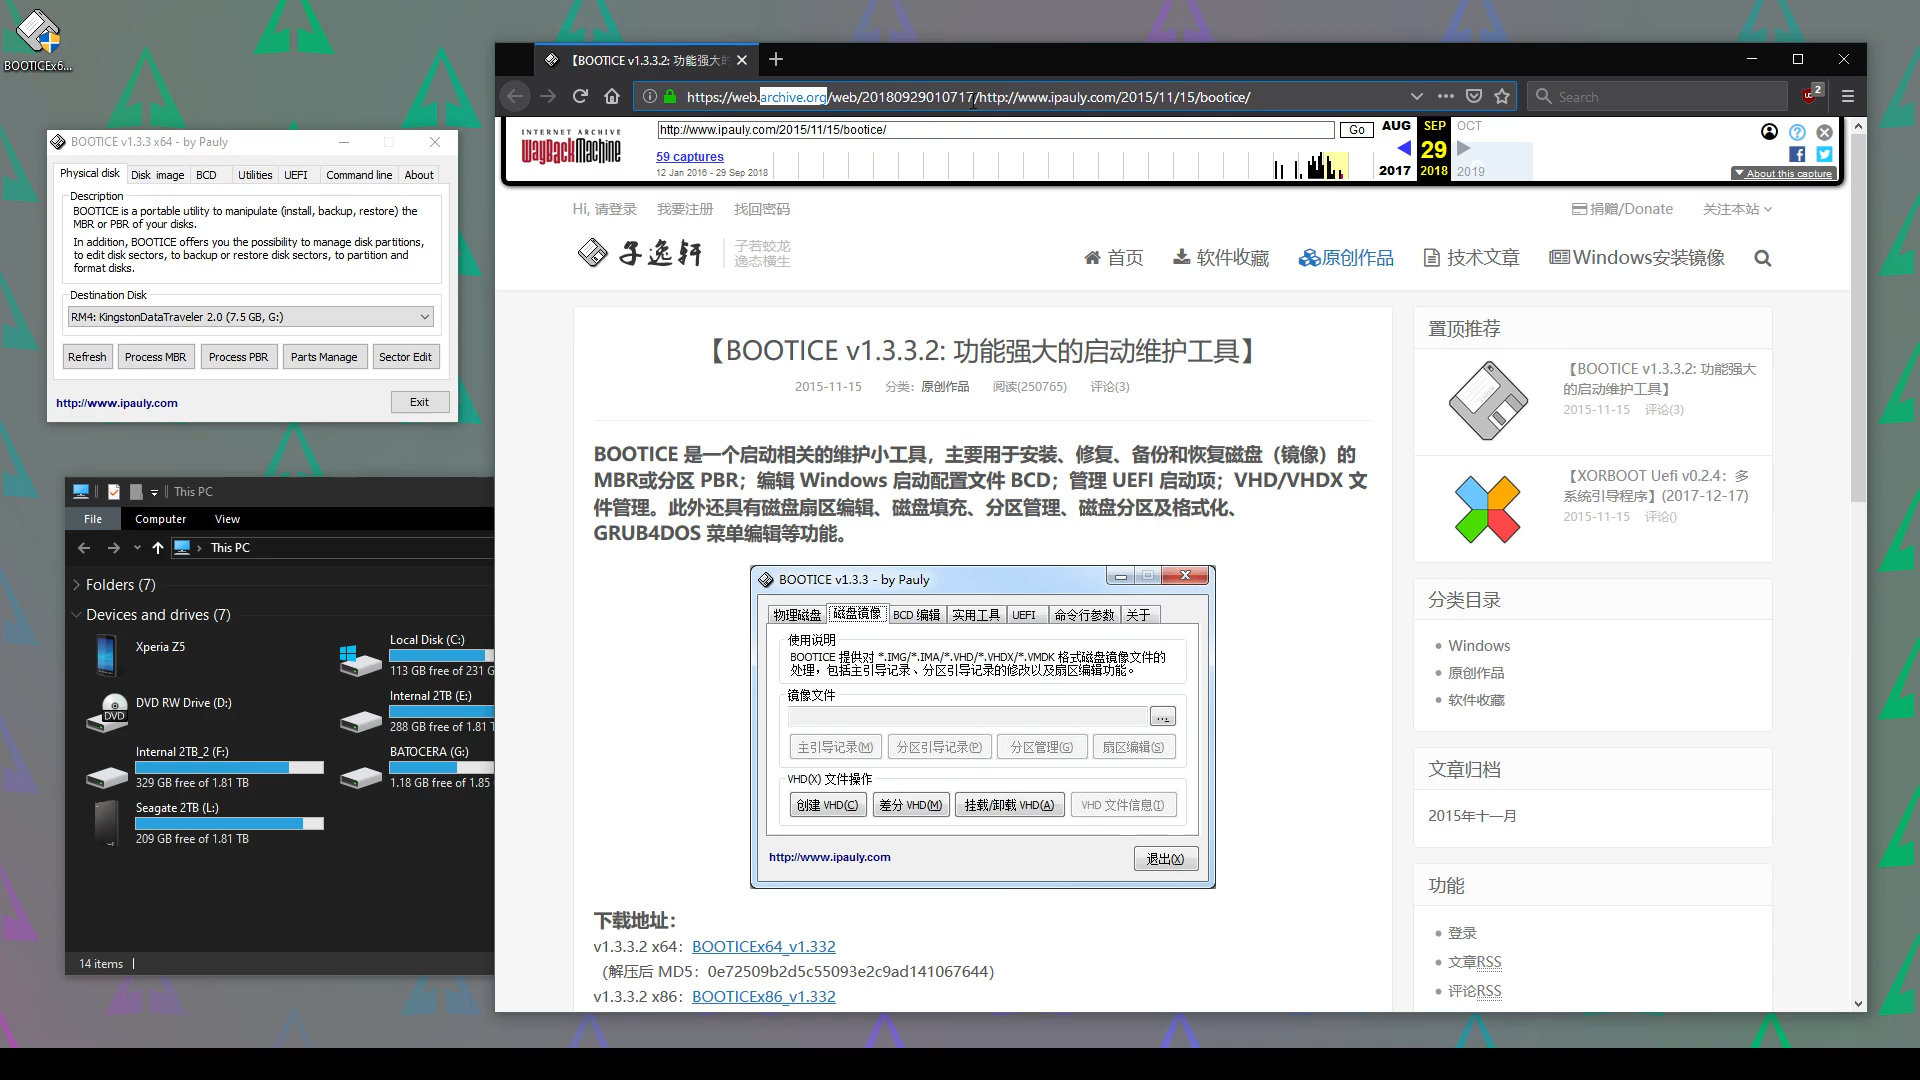 BOOTICEx6...
BOOTICE v1.3.3 x64 - by Pauly
Physical disk
Disk image
BCD
Utilities
UEFI
Command line
About
Description
BOOTICE is a portable utility to manipulate (install, backup, restore) the
MBR or PBR of your disks.
In addition, BOOTICE offers you the possibility to manage disk partitions,
to edit disk sectors, to backup or restore disk sectors, to partition and
format disks.
Destination Disk
RM4: KingstonDataTraveler 2.0 (7.5 GB, G:)
Refresh
Process MBR
Process PBR
Parts Manage
Sector Edit
http://www.ipauly.com
Exit
This PC
File
Computer
View
This PC
Folders (7)
Devices and drives (7)
Xperia Z5
Local Disk (C:)
113 GB free of 231 G
DVD
DVD RW Drive (D:)
Internal 2TB (E:)
288 GB free of 1.81 T
Internal 2TB_2 (F:)
329 GB free of 1.81 TB
BATOCERA (G:)
1.18 GB free of 1.85
Seagate 2TB (L:)
209 GB free of 1.81 TB
14 items
【BOOTICE v1.3.3.2: 功能强大的
https://web.archive.org/web/20180929010717/http://www.ipauly.com/2015/11/15/bootice/
Search
2
INTERNET ARCHIVE
WayBackMachine
http://www.ipauly.com/2015/11/15/bootice/
Go
59 captures
12 Jan 2016 - 29 Sep 2018
AUG
SEP
OCT
29
2017
2018
2019
About this capture
Hi, 请登录
我要注册
找回密码
捐赠/Donate
关注本站
子逸轩
子若蛟龙
逸态横生
首页
软件收藏
原创作品
技术文章
Windows安装镜像
【BOOTICE v1.3.3.2: 功能强大的启动维护工具】
2015-11-15 分类：原创作品 阅读(250765) 评论(3)
BOOTICE 是一个启动相关的维护小工具，主要用于安装、修复、备份和恢复磁盘（镜像）的
MBR或分区 PBR；编辑 Windows 启动配置文件 BCD；管理 UEFI 启动项；VHD/VHDX 文
件管理。此外还具有磁盘扇区编辑、磁盘填充、分区管理、磁盘分区及格式化、
GRUB4DOS 菜单编辑等功能。
BOOTICE v1.3.3 - by Pauly
物理磁盘
磁盘镜像
BCD 编辑
实用工具
UEFI
命令行参数
关于
使用说明
BOOTICE 提供对 *.IMG/*.IMA/*.VHD/*.VHDX/*.VMDK 格式磁盘镜像文件的
处理，包括主引导记录、分区引导记录的修改以及扇区编辑功能。
镜像文件
...
主引导记录(M)
分区引导记录(P)
分区管理(G)
扇区编辑(S)
VHD(X) 文件操作
创建 VHD(C)
差分 VHD(M)
挂载/卸载 VHD(A)
VHD 文件信息(I)
http://www.ipauly.com
退出(X)
下载地址：
v1.3.3.2 x64：BOOTICEx64_v1.332
（解压后 MD5：0e72509b2d5c55093e2c9ad141067644）
v1.3.3.2 x86：BOOTICEx86_v1.332
置顶推荐
【BOOTICE v1.3.3.2: 功能强大
的启动维护工具】
2015-11-15 评论(3)
【XORBOOT Uefi v0.2.4：多
系统引导程序】(2017-12-17)
2015-11-15 评论()
分类目录
Windows
原创作品
软件收藏
文章归档
2015年十一月
功能
登录
文章RSS
评论RSS